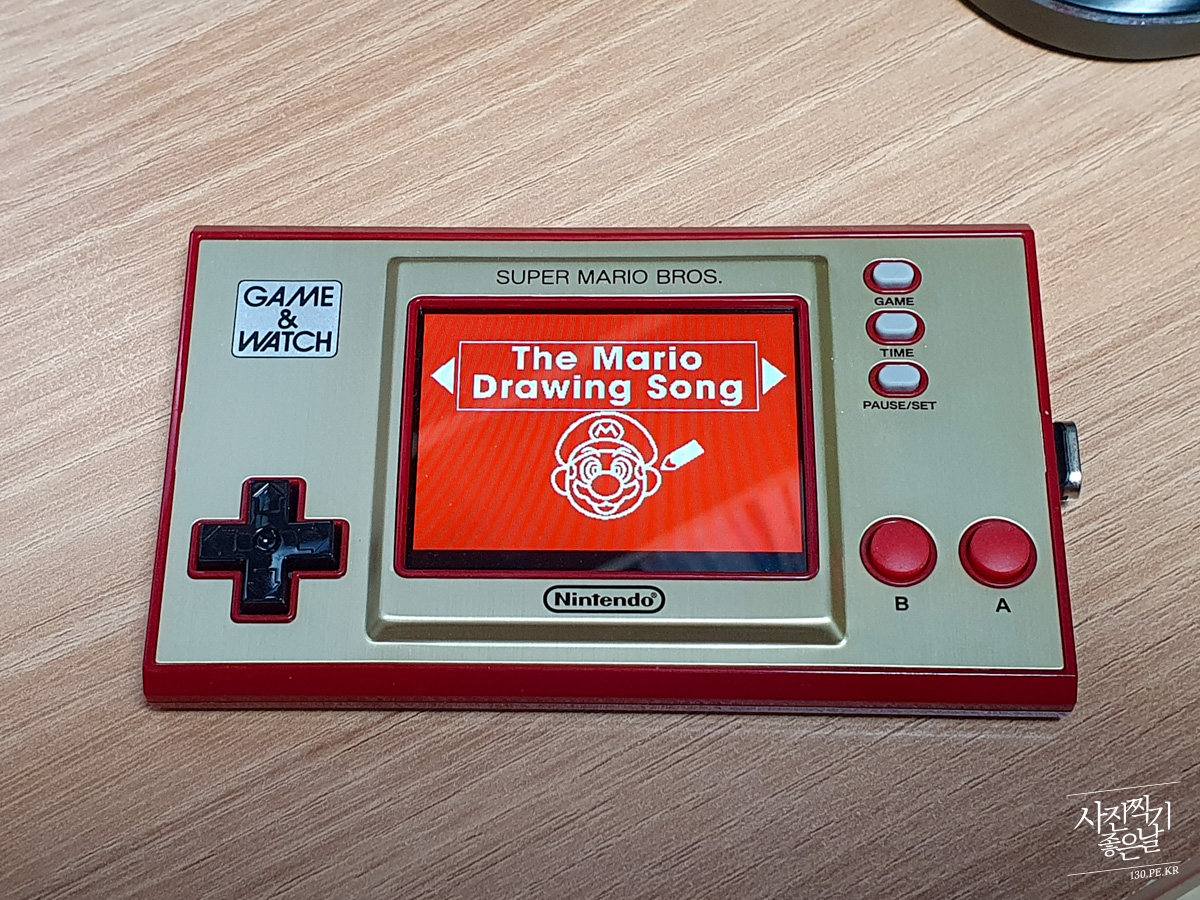 SUPER MARIO BROS.
GAME
&
WATCH
GAME
TIME
PAUSE/SET
The Mario
Drawing Song
M
Nintendo®
B
A
사진찍기
좋은날
130.PE.KR